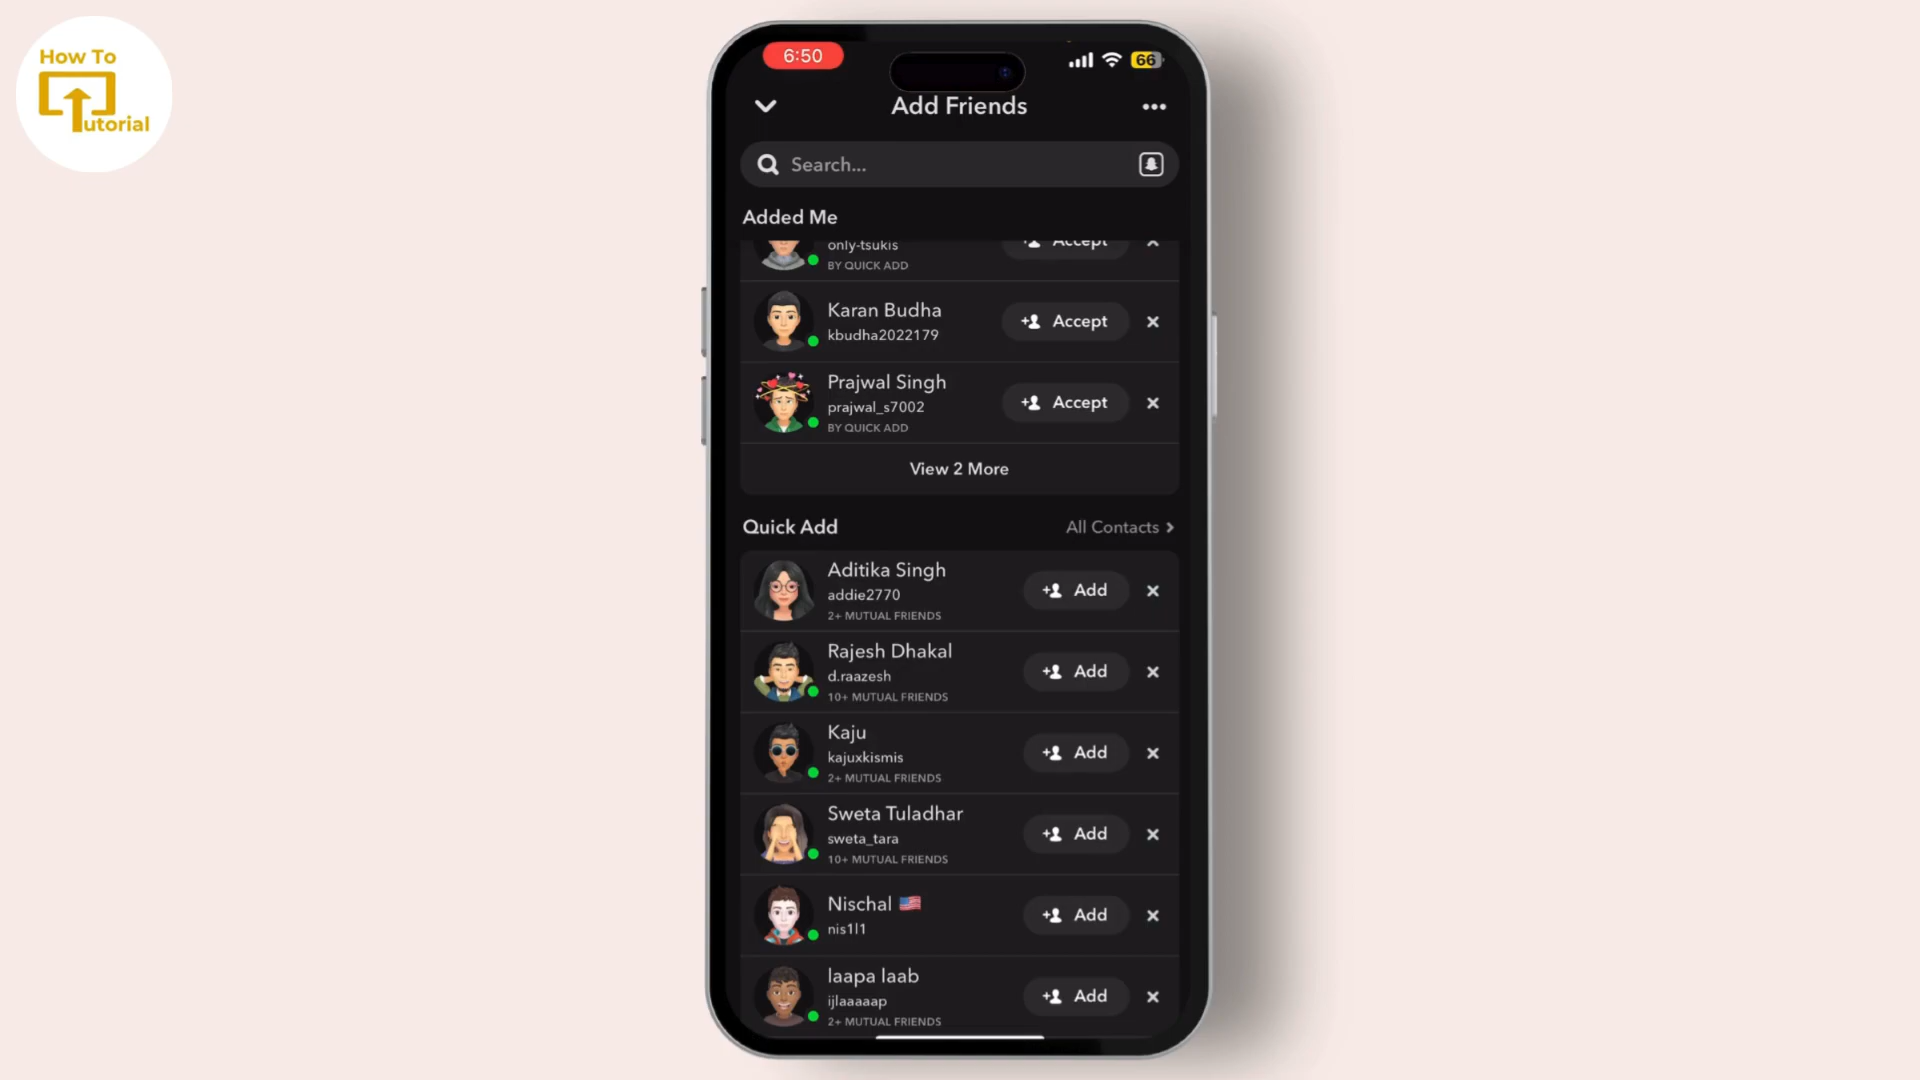 How To
utorial
6:50
66
Add Friends
Search...
Added Me
only-tsukis
Accept
BY QUICK ADD
Karan Budha
kbudha2022179
Accept
Prajwal Singh
prajwal_s7002
BY QUICK ADD
Accept
View 2 More
Quick Add
All Contacts
Aditika Singh
addie2770
2+ MUTUAL FRIENDS
Add
Rajesh Dhakal
d.raazesh
10+ MUTUAL FRIENDS
Add
Kaju
kajuxkismis
2+ MUTUAL FRIENDS
Add
Sweta Tuladhar
sweta_tara
10+ MUTUAL FRIENDS
Add
Nischal 🇺🇸
nis1l1
Add
laapa laab
ijlaaaaap
2+ MUTUAL FRIENDS
Add